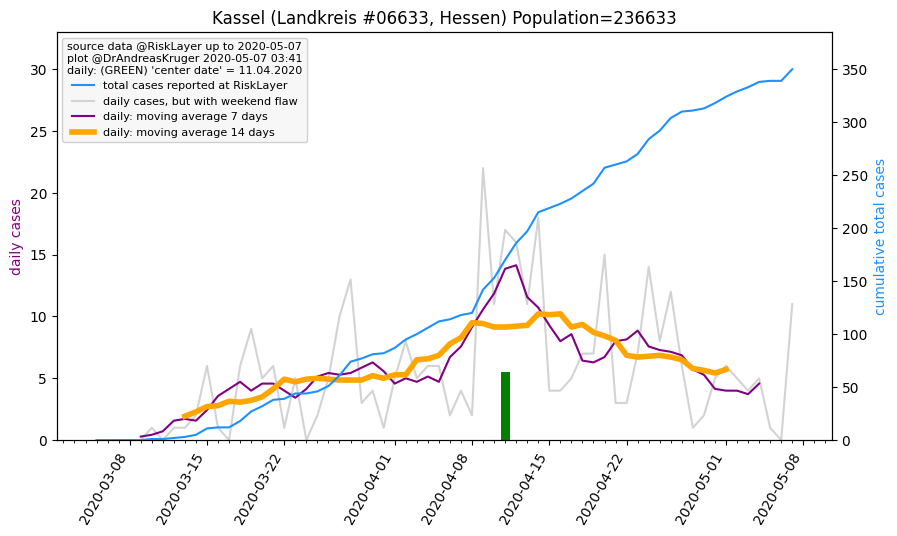 Kassel (Landkreis #06633, Hessen) Population=236633
source data @RiskLayer up to 2020-05-07
plot @DrAndreasKruger 2020-05-07 03:41
daily: (GREEN) 'center date' = 11.04.2020
total cases reported at RiskLayer
daily cases, but with weekend flaw
daily: moving average 7 days
daily: moving average 14 days
daily cases
30
25
20
15
10
5
0
350
300
250
200
150
100
50
0
cumulative total cases
2020-03-08
2020-03-15
2020-03-22
2020-04-01
2020-04-08
2020-04-15
2020-04-22
2020-05-01
2020-05-08